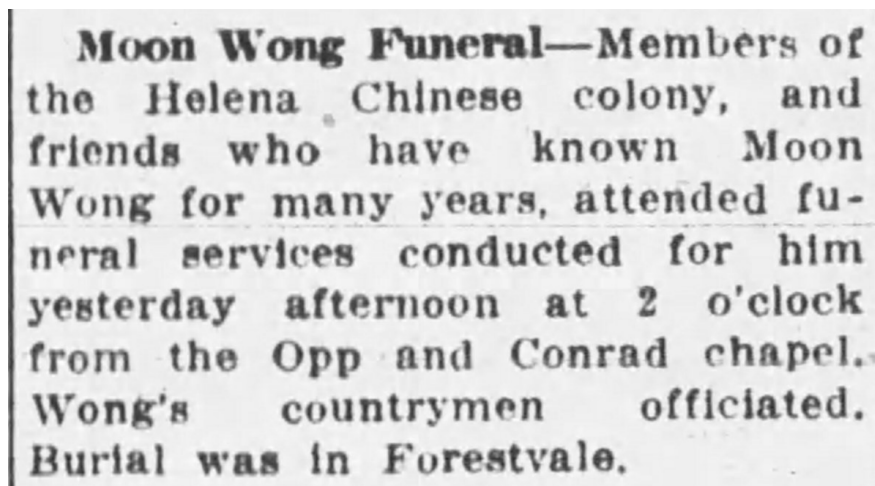 Moon Wong Funeral—Members of
the Helena Chinese colony, and
friends who have known Moon
Wong for many years, attended fu-
neral services conducted for him
yesterday afternoon at 2 o'clock
from the Opp and Conrad chapel.
Wong's countrymen officiated.
Burial was in Forestvale.